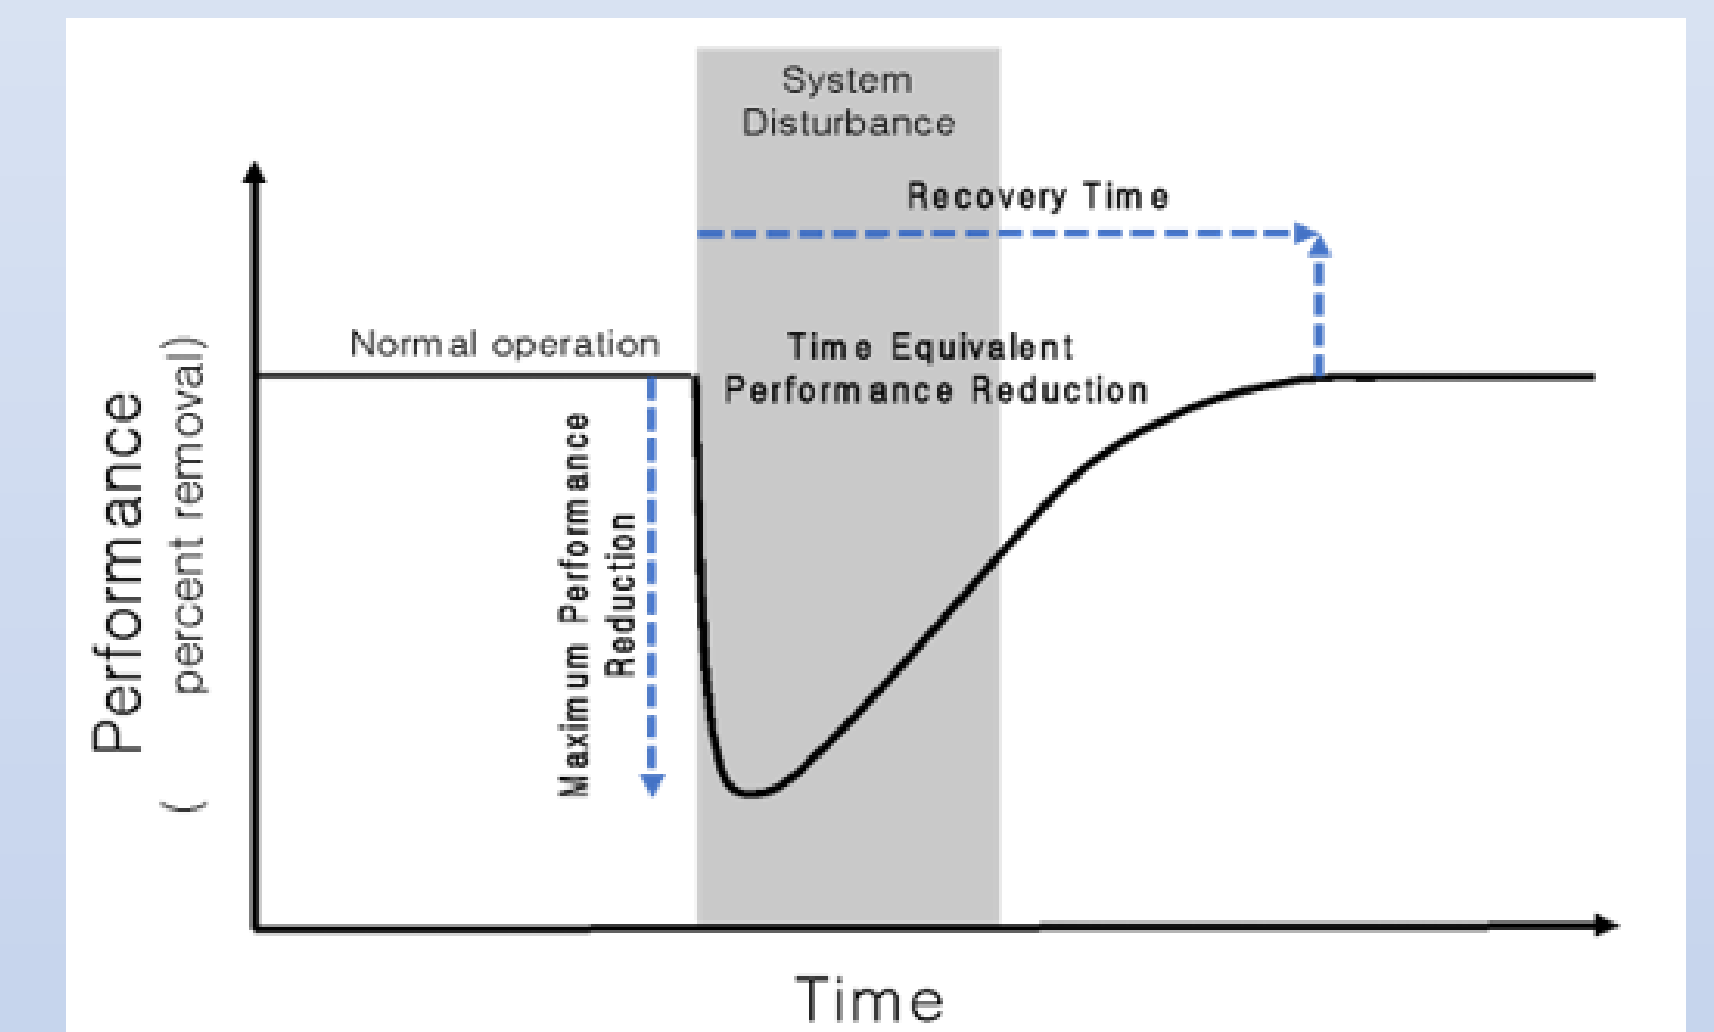 System
Disturbance
Recovery Time
Normal operation
Time Equivalent
Performance Reduction
Maximum Performance
Reduction
Performance
( percent removal)
Time